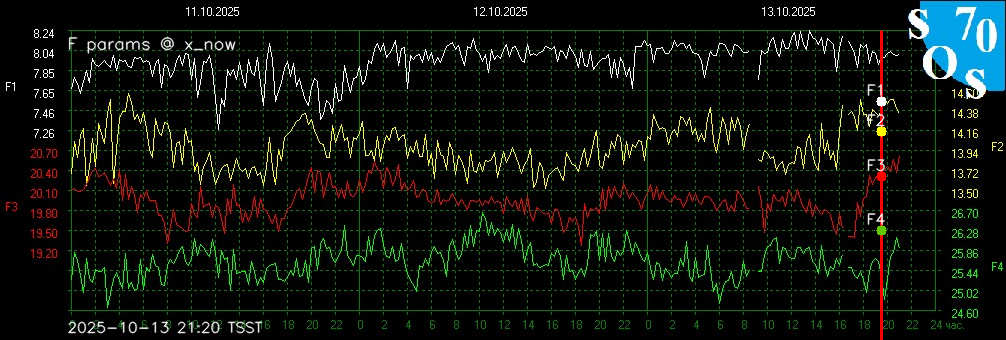 11.10.2025 12.10.2025 13.10.2025
S 70
O
S
F params @ x_now
8.24
8.04
7.85
7.65
7.46
7.26
F1
20.70
20.40
20.10
19.80
19.50
19.20
F3
F1
F2
F3
F4
14.60
14.38
14.16
13.94
13.72
13.50
F2
26.70
26.28
25.86
25.44
25.02
24.60
F4
2025-10-13 21:20 TSST
18 20 22 0 2 4 6 8 10 12 14 16 18 20 22 0 2 4 6 8 10 12 14 16 18 20 22 24 час.